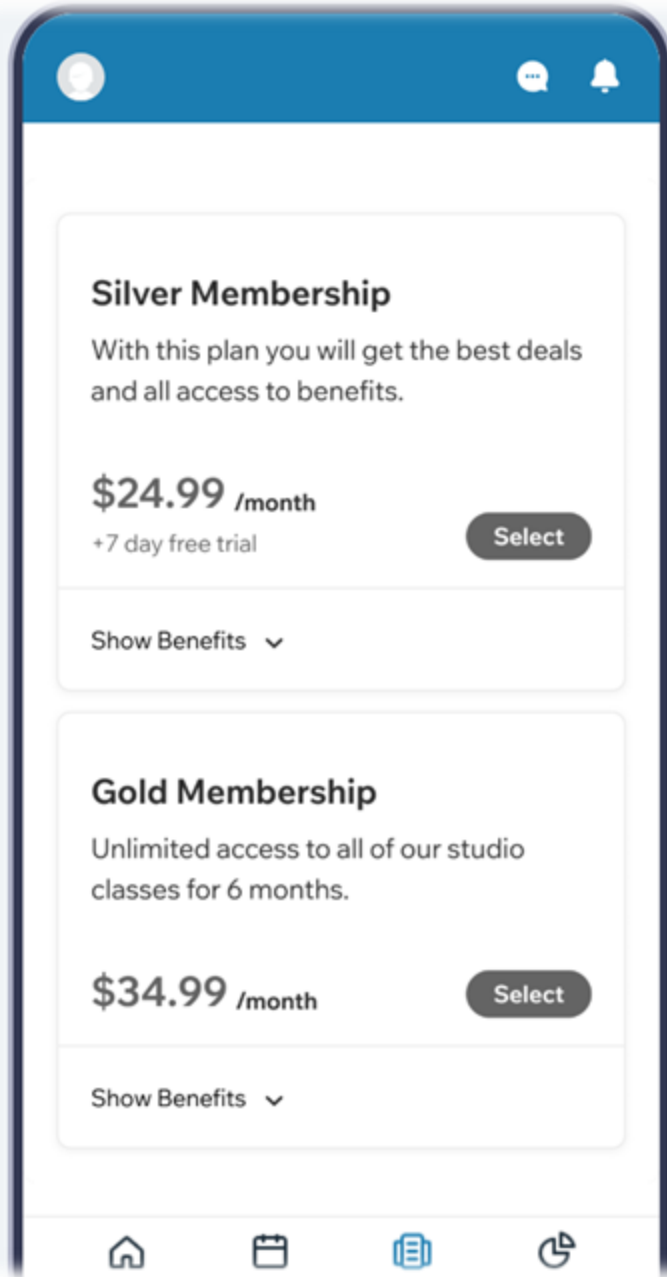 Silver Membership
With this plan you will get the best deals
and all access to benefits.
$24.99 /month
+7 day free trial
Select
Show Benefits
Gold Membership
Unlimited access to all of our studio
classes for 6 months.
$34.99 /month
Select
Show Benefits